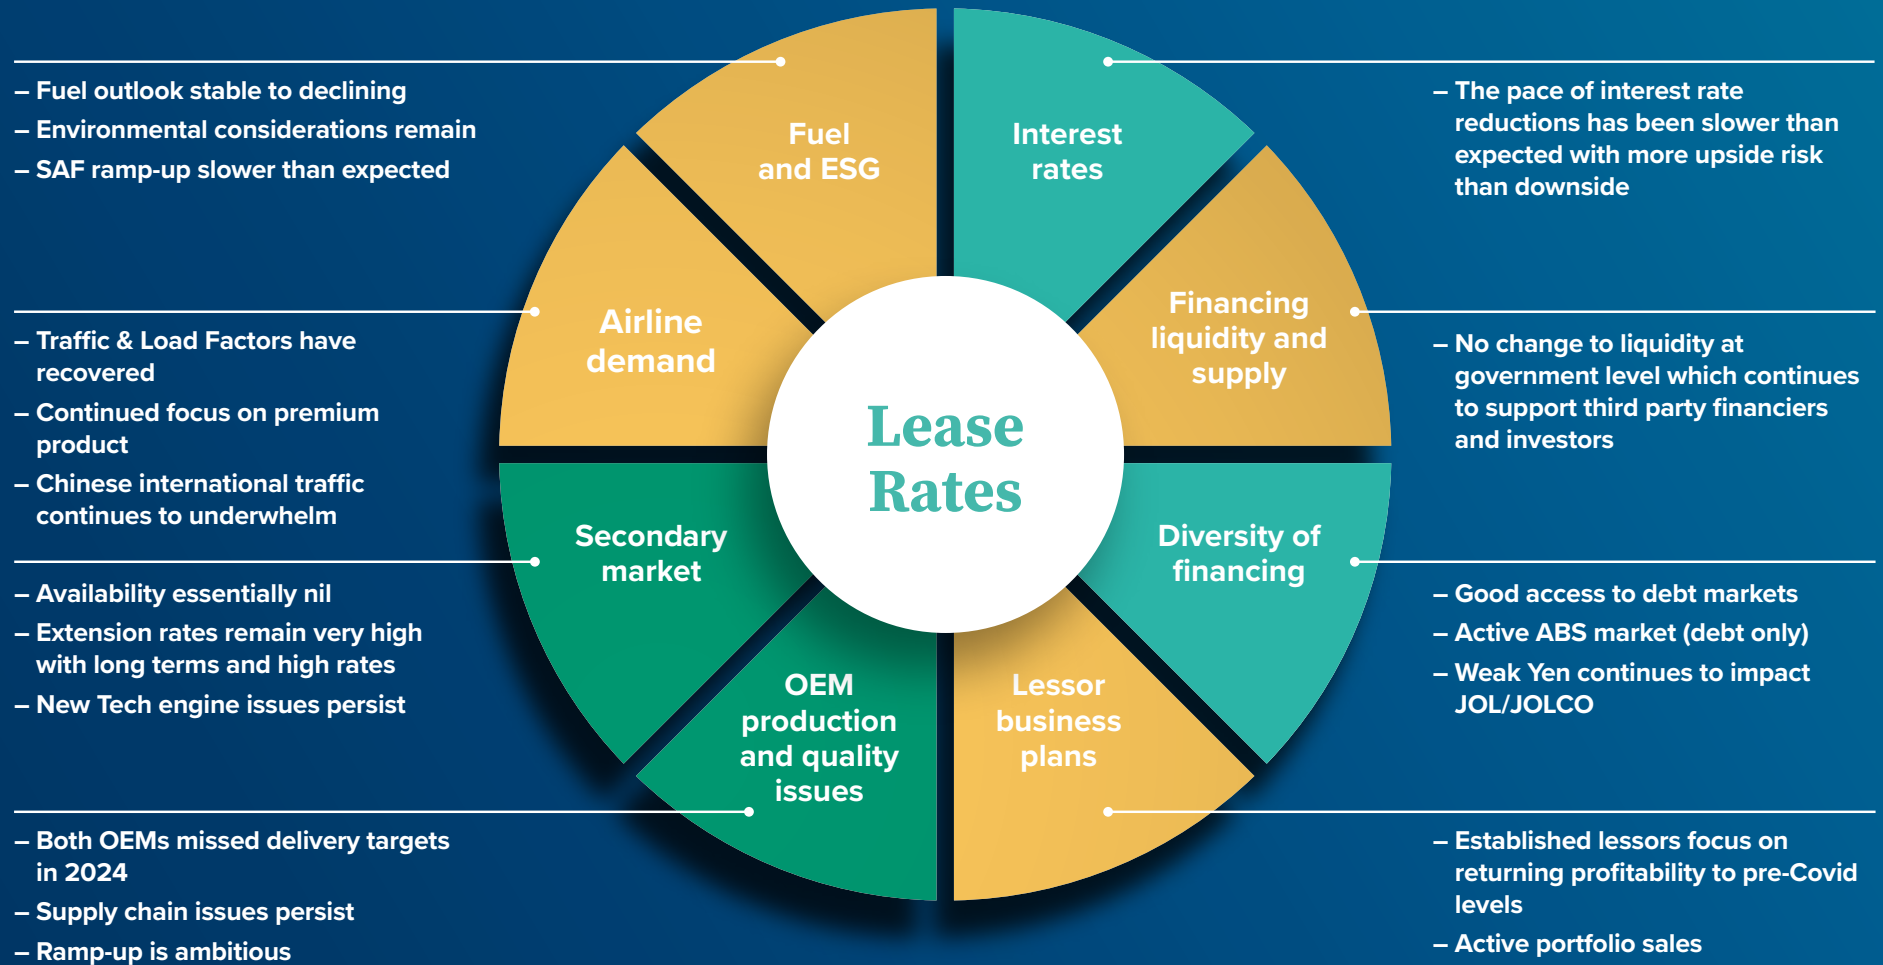 – Fuel outlook stable to declining
– Environmental considerations remain
– SAF ramp-up slower than expected
– Traffic & Load Factors have
recovered
– Continued focus on premium
product
– Chinese international traffic
continues to underwhelm
– Availability essentially nil
– Extension rates remain very high
with long terms and high rates
– New Tech engine issues persist
– Both OEMs missed delivery targets
in 2024
– Supply chain issues persist
– Ramp-up is ambitious
Fuel
and ESG
Interest
rates
Airline
demand
Financing
liquidity and
supply
Lease
Rates
Secondary
market
Diversity of
financing
OEM
production
and quality
issues
Lessor
business
plans
– The pace of interest rate
reductions has been slower than
expected with more upside risk
than downside
– No change to liquidity at
government level which continues
to support third party financiers
and investors
– Good access to debt markets
– Active ABS market (debt only)
– Weak Yen continues to impact
JOL/JOLCO
– Established lessors focus on
returning profitability to pre-Covid
levels
– Active portfolio sales